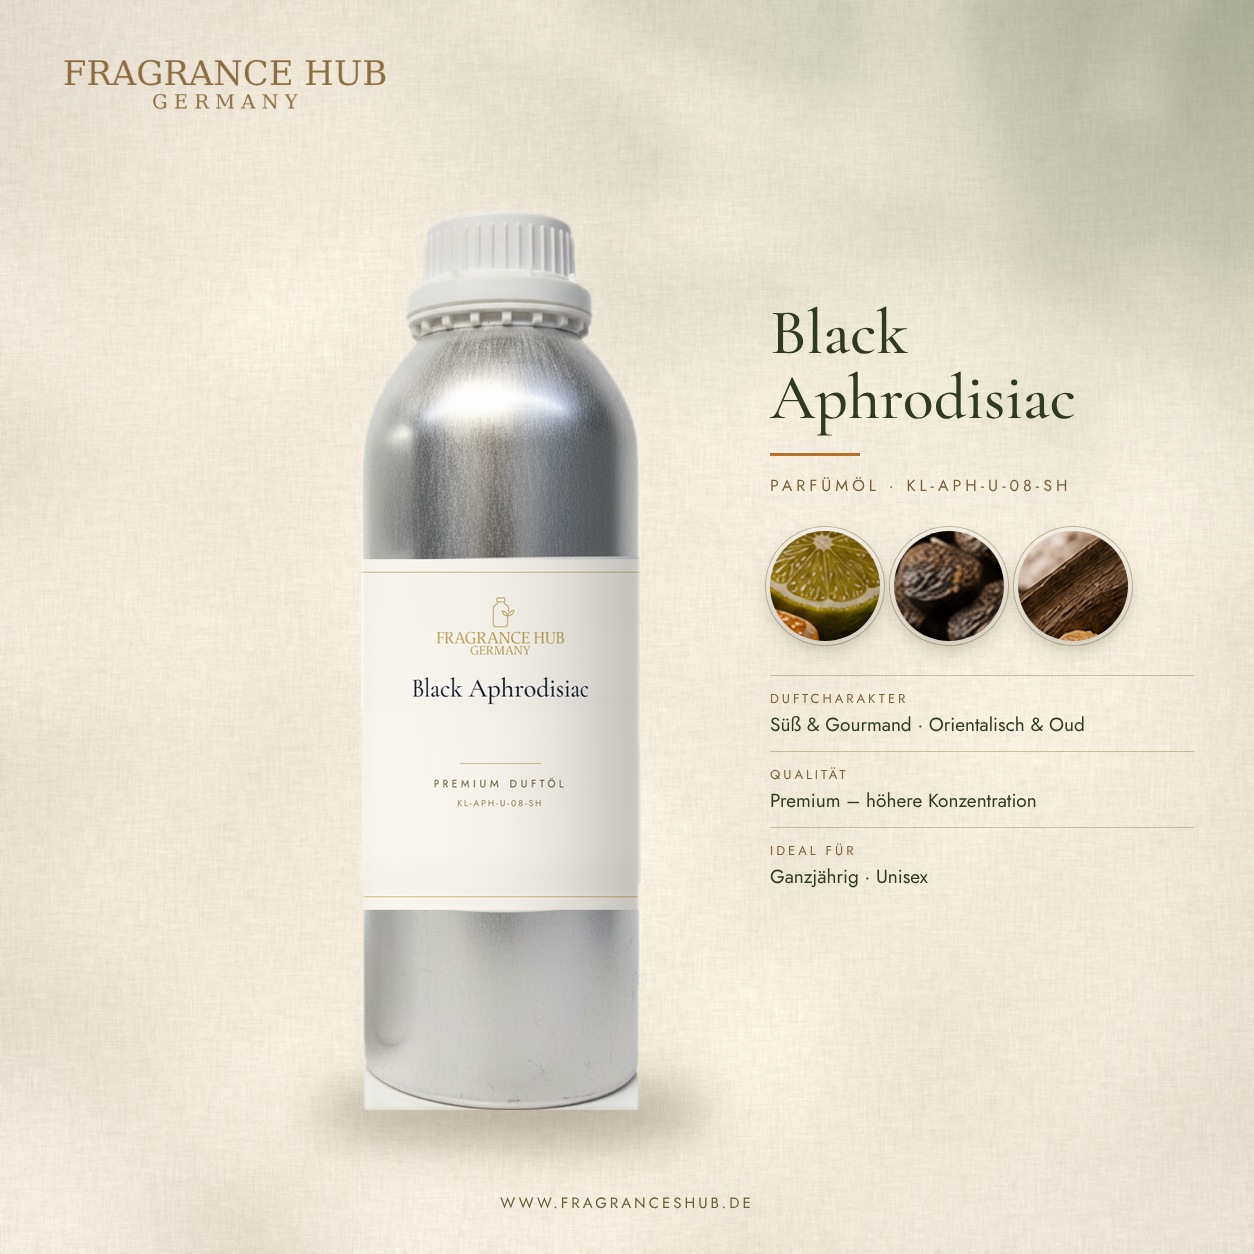 FRAGRANCE HUB
GERMANY
Black
Aphrodisiac
PARFÜMÖL · KL-APH-U-08-SH
DUFTCHARAKTER
Süß & Gourmand · Orientalisch & Oud
QUALITÄT
Premium – höhere Konzentration
IDEAL FÜR
Ganzjährig · Unisex
FRAGRANCE HUB
GERMANY
Black Aphrodisiac
PREMIUM DUFTÖL
KL-APH-U-08-SH
WWW.FRAGRANCESHUB.DE